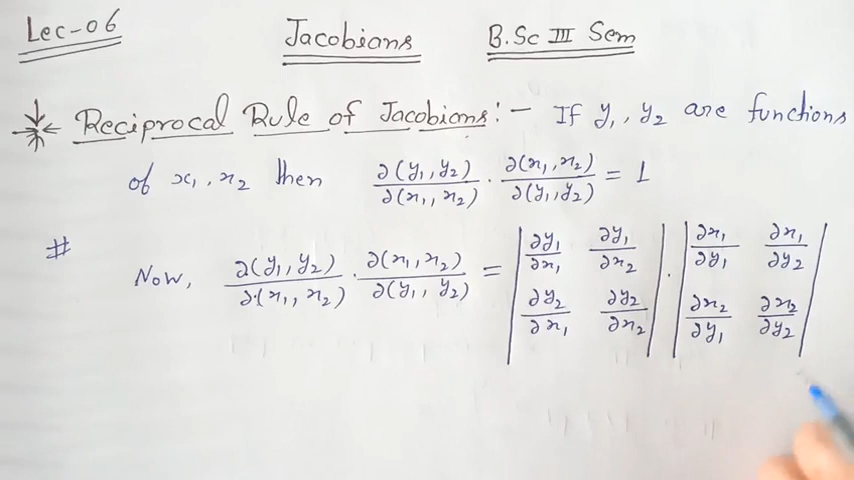 Lec-06 Jacobians B.Sc III Sem
Reciprocal Rule of Jacobians:- If y₁, y₂ are functions
of x₁, x₂ then ∂(y₁, y₂)/∂(x₁, x₂) · ∂(x₁, x₂)/∂(y₁, y₂) = 1
# Now, ∂(y₁, y₂)/∂(x₁, x₂) · ∂(x₁, x₂)/∂(y₁, y₂) = | ∂y₁/∂x₁ ∂y₁/∂x₂ | · | ∂x₁/∂y₁ ∂x₁/∂y₂ |
| ∂y₂/∂x₁ ∂y₂/∂x₂ | | ∂x₂/∂y₁ ∂x₂/∂y₂ |